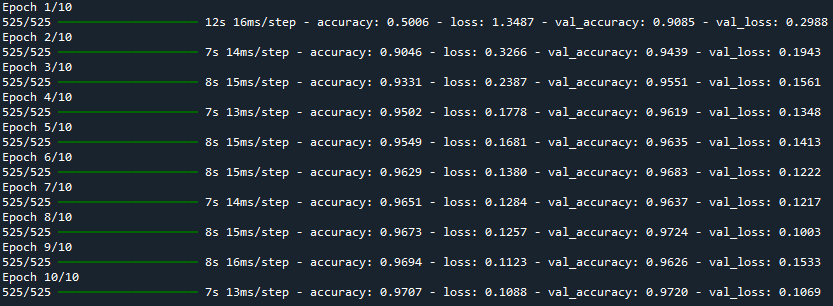 Epoch 1/10
525/525 ━━━━━━━━━━━━━━━━━━━━ 12s 16ms/step - accuracy: 0.5006 - loss: 1.3487 - val_accuracy: 0.9085 - val_loss: 0.2988
Epoch 2/10
525/525 ━━━━━━━━━━━━━━━━━━━━ 7s 14ms/step - accuracy: 0.9046 - loss: 0.3266 - val_accuracy: 0.9439 - val_loss: 0.1943
Epoch 3/10
525/525 ━━━━━━━━━━━━━━━━━━━━ 8s 15ms/step - accuracy: 0.9331 - loss: 0.2387 - val_accuracy: 0.9551 - val_loss: 0.1561
Epoch 4/10
525/525 ━━━━━━━━━━━━━━━━━━━━ 7s 13ms/step - accuracy: 0.9502 - loss: 0.1778 - val_accuracy: 0.9619 - val_loss: 0.1348
Epoch 5/10
525/525 ━━━━━━━━━━━━━━━━━━━━ 8s 15ms/step - accuracy: 0.9549 - loss: 0.1681 - val_accuracy: 0.9635 - val_loss: 0.1413
Epoch 6/10
525/525 ━━━━━━━━━━━━━━━━━━━━ 8s 15ms/step - accuracy: 0.9629 - loss: 0.1380 - val_accuracy: 0.9683 - val_loss: 0.1222
Epoch 7/10
525/525 ━━━━━━━━━━━━━━━━━━━━ 7s 14ms/step - accuracy: 0.9651 - loss: 0.1284 - val_accuracy: 0.9637 - val_loss: 0.1217
Epoch 8/10
525/525 ━━━━━━━━━━━━━━━━━━━━ 8s 15ms/step - accuracy: 0.9673 - loss: 0.1257 - val_accuracy: 0.9724 - val_loss: 0.1003
Epoch 9/10
525/525 ━━━━━━━━━━━━━━━━━━━━ 8s 16ms/step - accuracy: 0.9694 - loss: 0.1123 - val_accuracy: 0.9626 - val_loss: 0.1533
Epoch 10/10
525/525 ━━━━━━━━━━━━━━━━━━━━ 7s 13ms/step - accuracy: 0.9707 - loss: 0.1088 - val_accuracy: 0.9720 - val_loss: 0.1069